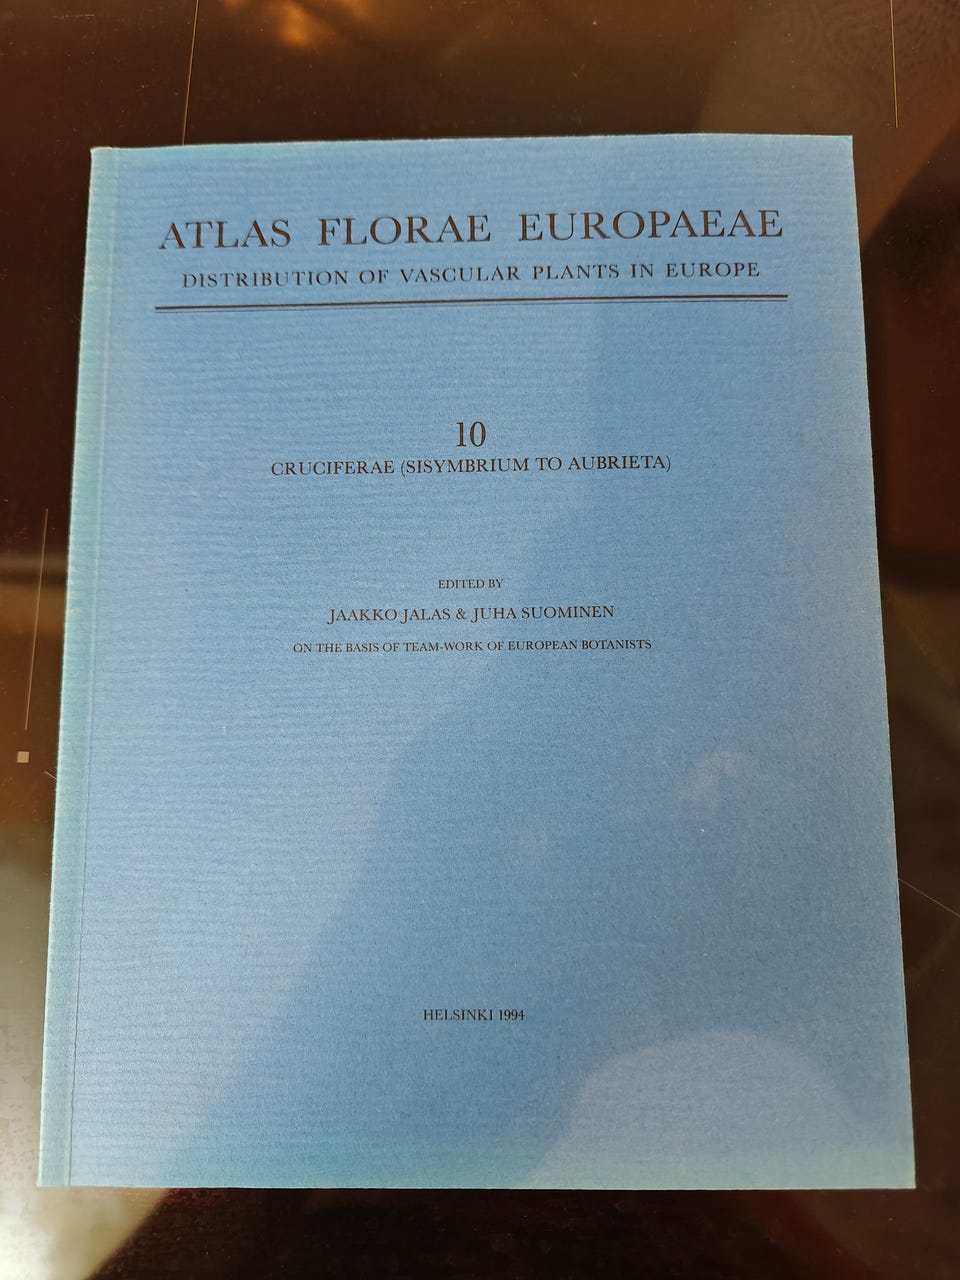 ATLAS FLORAE EUROPAEAE
DISTRIBUTION OF VASCULAR PLANTS IN EUROPE
10
CRUCIFERAE (SISYMBRIUM TO AUBRIETA)
EDITED BY
JAAKKO JALAS & JUHA SUOMINEN
ON THE BASIS OF TEAM-WORK OF EUROPEAN BOTANISTS
HELSINKI 1994